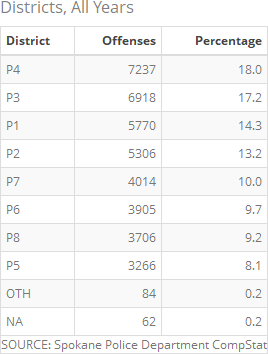 Districts, All Years
District Offenses Percentage
P4 7237 18.0
P3 6918 17.2
P1 5770 14.3
P2 5306 13.2
P7 4014 10.0
P6 3905 9.7
P8 3706 9.2
P5 3266 8.1
OTH 84 0.2
NA 62 0.2
SOURCE: Spokane Police Department CompStat